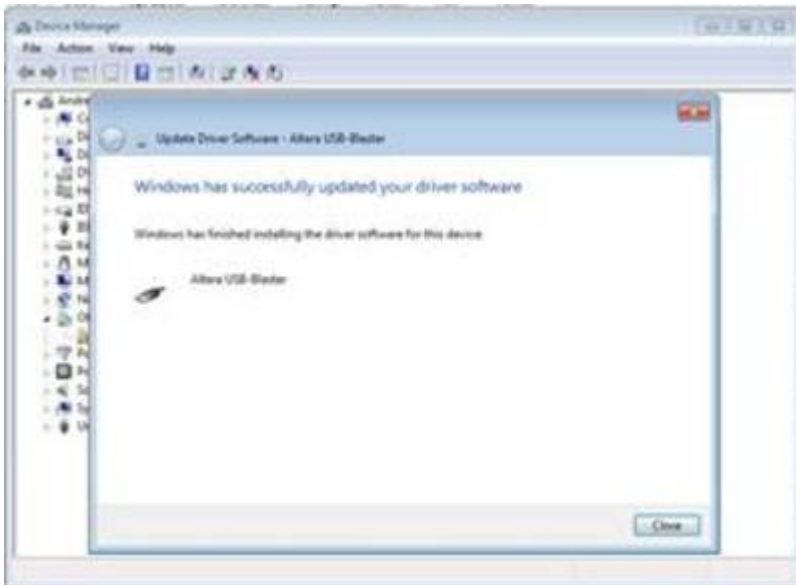 Device Manager
File Action View Help
Update Driver Software - Altera USB-Blaster
Windows has successfully updated your driver software
Windows has finished installing the driver software for this device
Altera USB-Blaster
Close